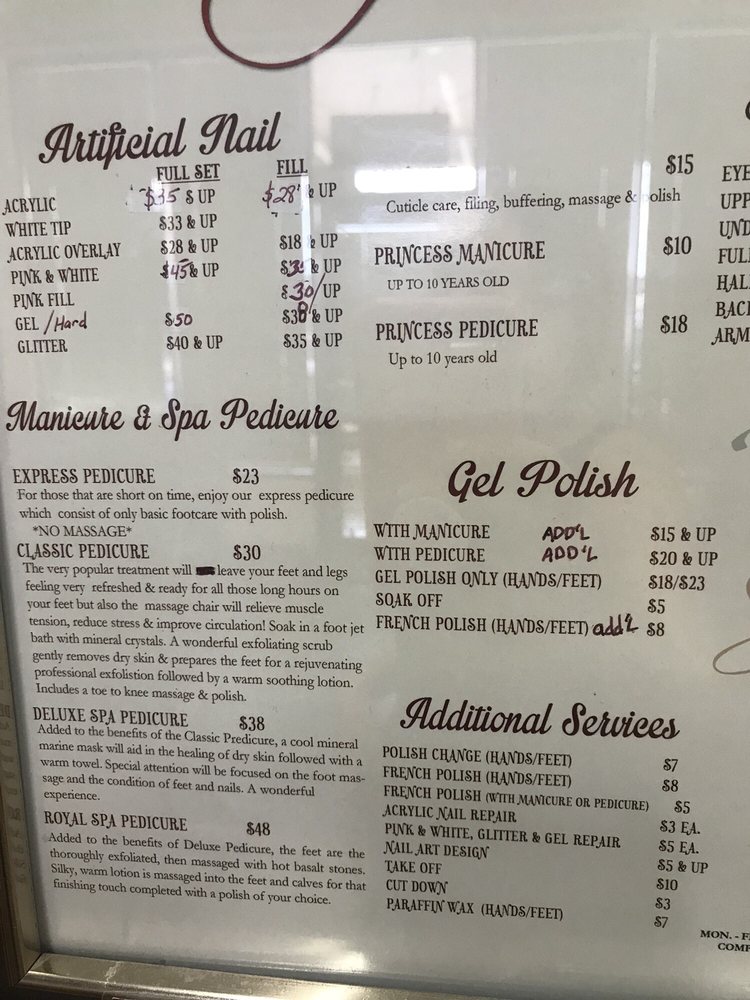 Artificial Nail
FULL SET FILL
ACRYLIC $35 $ UP $28 & UP
WHITE TIP $33 & UP
ACRYLIC OVERLAY $28 & UP $18 & UP
PINK & WHITE $45 & UP $35 & UP
PINK FILL $30/UP
GEL /Hard $50 $38 & UP
GLITTER $40 & UP $35 & UP
Manicure & Spa Pedicure
EXPRESS PEDICURE $23
For those that are short on time, enjoy our express pedicure
which consist of only basic footcare with polish.
*NO MASSAGE*
CLASSIC PEDICURE $30
The very popular treatment will leave your feet and legs
feeling very refreshed & ready for all those long hours on
your feet but also the massage chair will relieve muscle
tension, reduce stress & improve circulation! Soak in a foot jet
bath with mineral crystals. A wonderful exfoliating scrub
gently removes dry skin & prepares the feet for a rejuvenating
professional exfolistion followed by a warm soothing lotion.
Includes a toe to knee massage & polish.
DELUXE SPA PEDICURE $38
Added to the benefits of the Classic Predicure, a cool mineral
marine mask will aid in the healing of dry skin followed with a
warm towel. Special attention will be focused on the foot mas-
sage and the condition of feet and nails. A wonderful
experience.
ROYAL SPA PEDICURE $48
Added to the benefits of Deluxe Pedicure, the feet are the
thoroughly exfoliated, then massaged with hot basalt stones.
Silky, warm lotion is massaged into the feet and calves for that
finishing touch completed with a polish of your choice.
$15
Cuticle care, filing, buffering, massage & polish
PRINCESS MANICURE $10
UP TO 10 YEARS OLD
PRINCESS PEDICURE $18
Up to 10 years old
Gel Polish
WITH MANICURE ADD'L $15 & UP
WITH PEDICURE ADD'L $20 & UP
GEL POLISH ONLY (HANDS/FEET) $18/$23
SOAK OFF $5
FRENCH POLISH (HANDS/FEET) add'L $8
Additional Services
POLISH CHANGE (HANDS/FEET) $7
FRENCH POLISH (HANDS/FEET) $8
FRENCH POLISH (WITH MANICURE OR PEDICURE) $5
ACRYLIC NAIL REPAIR $3 EA.
PINK & WHITE, GLITTER & GEL REPAIR $5 EA.
NAIL ART DESIGN $5 & UP
TAKE OFF $10
CUT DOWN $3
PARAFFIN WAX (HANDS/FEET) $7
EYE
UPP
UND
FUL
HAL
BAC
ARM
MON. - F
COM